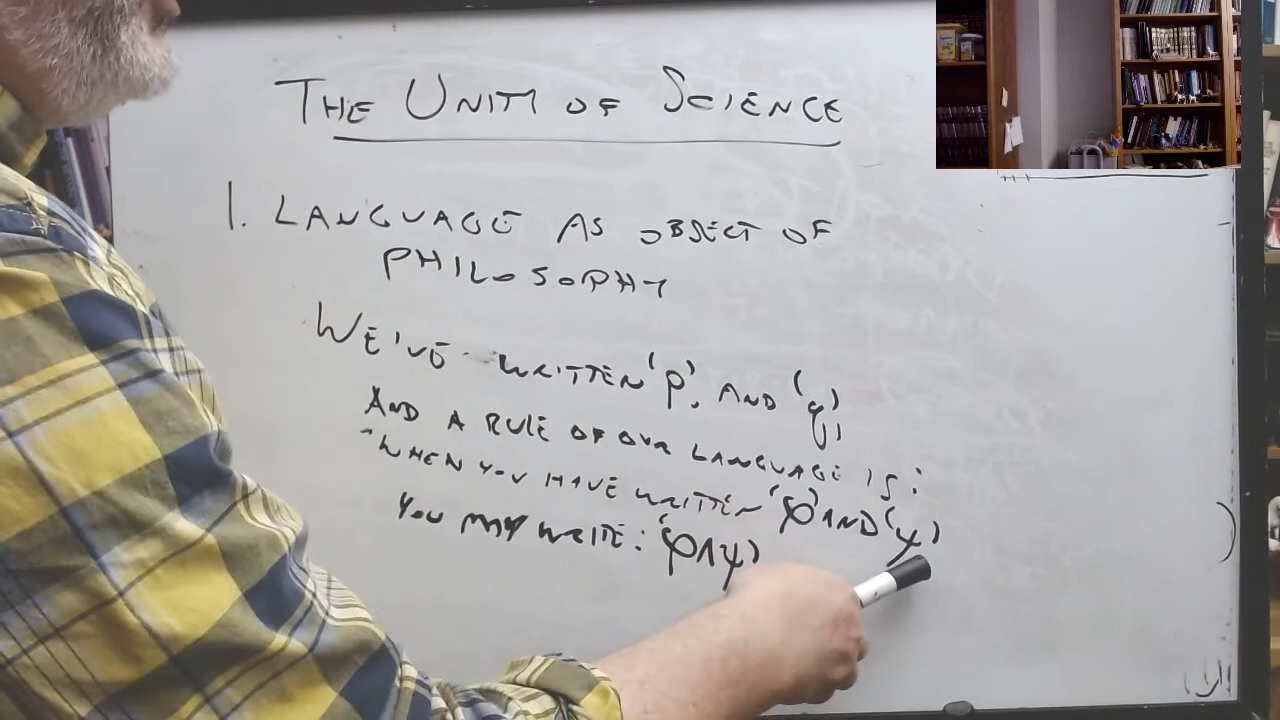 THE UNITY OF SCIENCE
1. LANGUAGE AS OBJECT OF
PHILOSOPHY
WE'VE WRITTEN 'p', AND 'q',
AND A RULE OF OUR LANGUAGE IS:
"WHEN YOU HAVE WRITTEN 'φ' AND 'ψ'
YOU MAY WRITE: 'φ∧ψ'